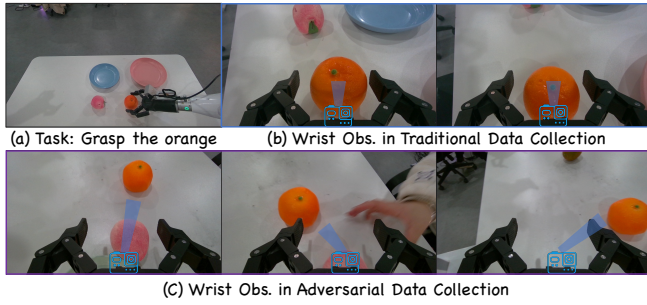 (a) Task: Grasp the orange
(b) Wrist Obs. in Traditional Data Collection
(C) Wrist Obs. in Adversarial Data Collection